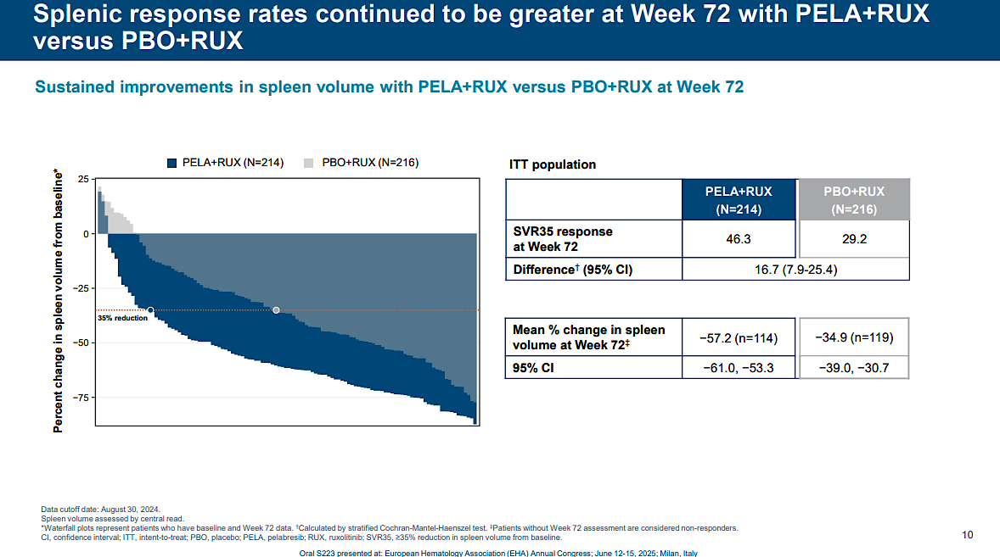 Splenic response rates continued to be greater at Week 72 with PELA+RUX
versus PBO+RUX
Sustained improvements in spleen volume with PELA+RUX versus PBO+RUX at Week 72
PELA+RUX (N=214) PBO+RUX (N=216)
Percent change in spleen volume from baseline*
25
0
−25
−50
−75
35% reduction
ITT population
PELA+RUX
(N=214)
PBO+RUX
(N=216)
SVR35 response
at Week 72
46.3
29.2
Difference† (95% CI)
16.7 (7.9-25.4)
Mean % change in spleen
volume at Week 72‡
−57.2 (n=114)
−34.9 (n=119)
95% CI
−61.0, −53.3
−39.0, −30.7
Data cutoff date: August 30, 2024.
Spleen volume assessed by central read.
*Waterfall plots represent patients who have baseline and Week 72 data. †Calculated by stratified Cochran-Mantel-Haenszel test. ‡Patients without Week 72 assessment are considered non-responders.
CI, confidence interval; ITT, intent-to-treat; PBO, placebo; PELA, pelabresib; RUX, ruxolitinib; SVR35, ≥35% reduction in spleen volume from baseline.
10
Oral S223 presented at: European Hematology Association (EHA) Annual Congress; June 12-15, 2025; Milan, Italy